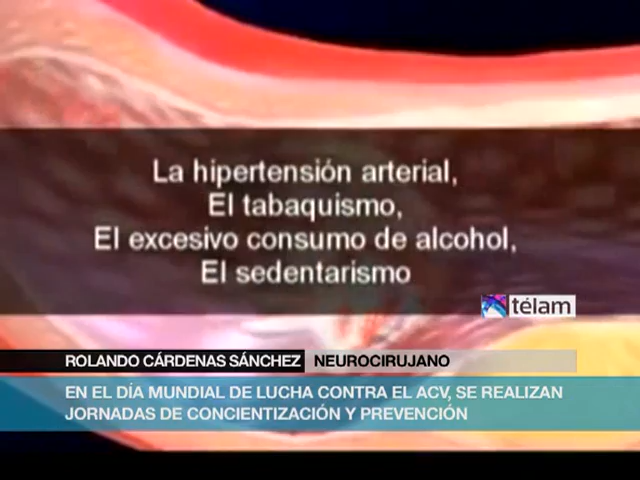 La hipertensión arterial,
El tabaquismo,
El excesivo consumo de alcohol,
El sedentarismo
télam
ROLANDO CÁRDENAS SÁNCHEZ NEUROCIRUJANO
EN EL DÍA MUNDIAL DE LUCHA CONTRA EL ACV, SE REALIZAN
JORNADAS DE CONCIENTIZACIÓN Y PREVENCIÓN